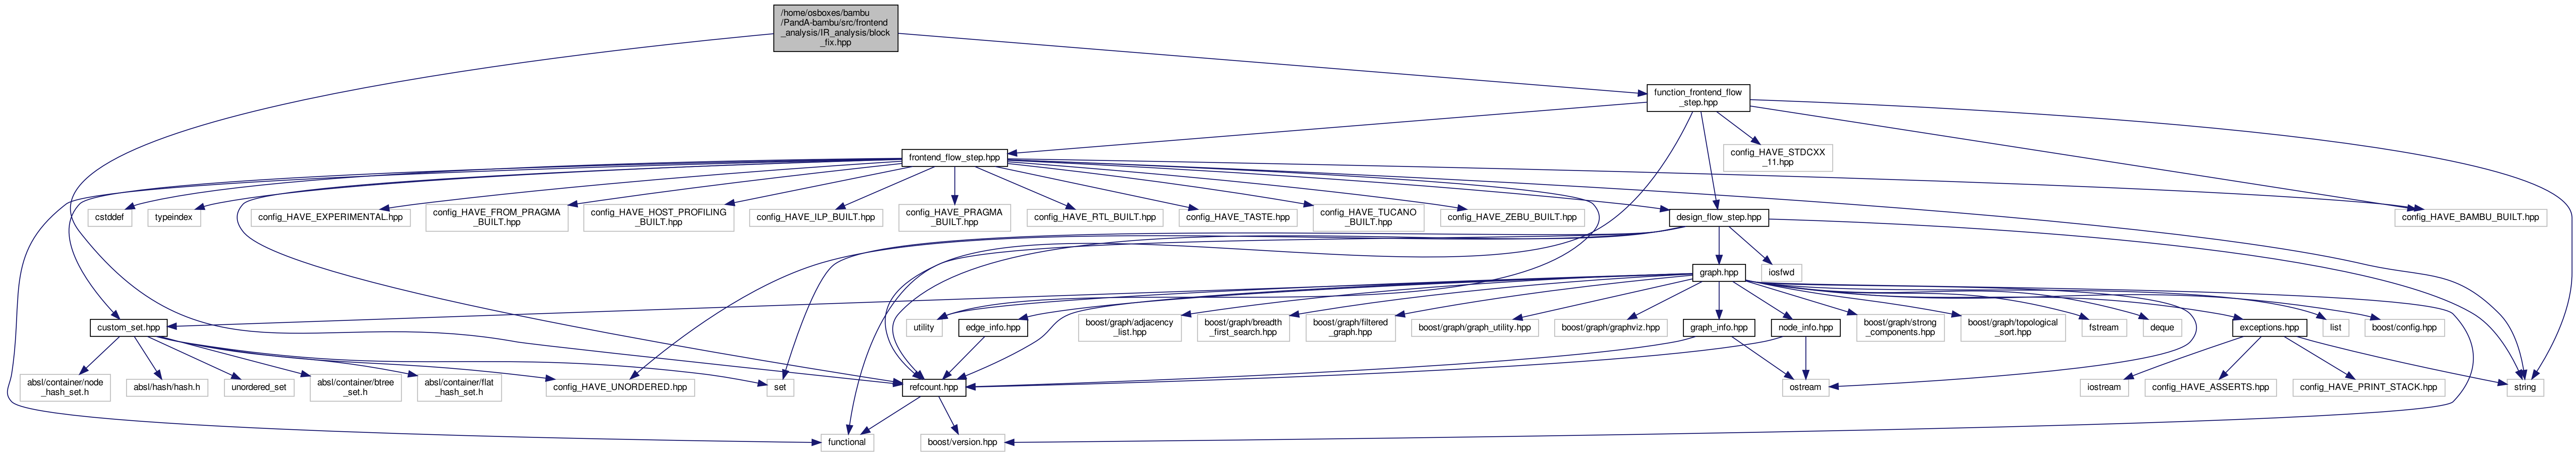 /home/osboxes/bambu
/PandA-bambu/src/frontend
_analysis/IR_analysis/block
_fix.hpp
function_frontend_flow
_step.hpp
frontend_flow_step.hpp
config_HAVE_STDCXX
_11.hpp
cstddef
typeindex
config_HAVE_EXPERIMENTAL.hpp
config_HAVE_FROM_PRAGMA
_BUILT.hpp
config_HAVE_HOST_PROFILING
_BUILT.hpp
config_HAVE_ILP_BUILT.hpp
config_HAVE_PRAGMA
_BUILT.hpp
config_HAVE_RTL_BUILT.hpp
config_HAVE_TASTE.hpp
config_HAVE_TUCANO
_BUILT.hpp
config_HAVE_ZEBU_BUILT.hpp
design_flow_step.hpp
config_HAVE_BAMBU_BUILT.hpp
graph.hpp
iosfwd
custom_set.hpp
utility
edge_info.hpp
boost/graph/adjacency
_list.hpp
boost/graph/breadth
_first_search.hpp
boost/graph/filtered
_graph.hpp
boost/graph/graph_utility.hpp
boost/graph/graphviz.hpp
graph_info.hpp
node_info.hpp
boost/graph/strong
_components.hpp
boost/graph/topological
_sort.hpp
fstream
deque
exceptions.hpp
list
boost/config.hpp
absl/container/node
_hash_set.h
absl/hash/hash.h
unordered_set
absl/container/btree
_set.h
absl/container/flat
_hash_set.h
config_HAVE_UNORDERED.hpp
set
refcount.hpp
ostream
iostream
config_HAVE_ASSERTS.hpp
config_HAVE_PRINT_STACK.hpp
string
functional
boost/version.hpp